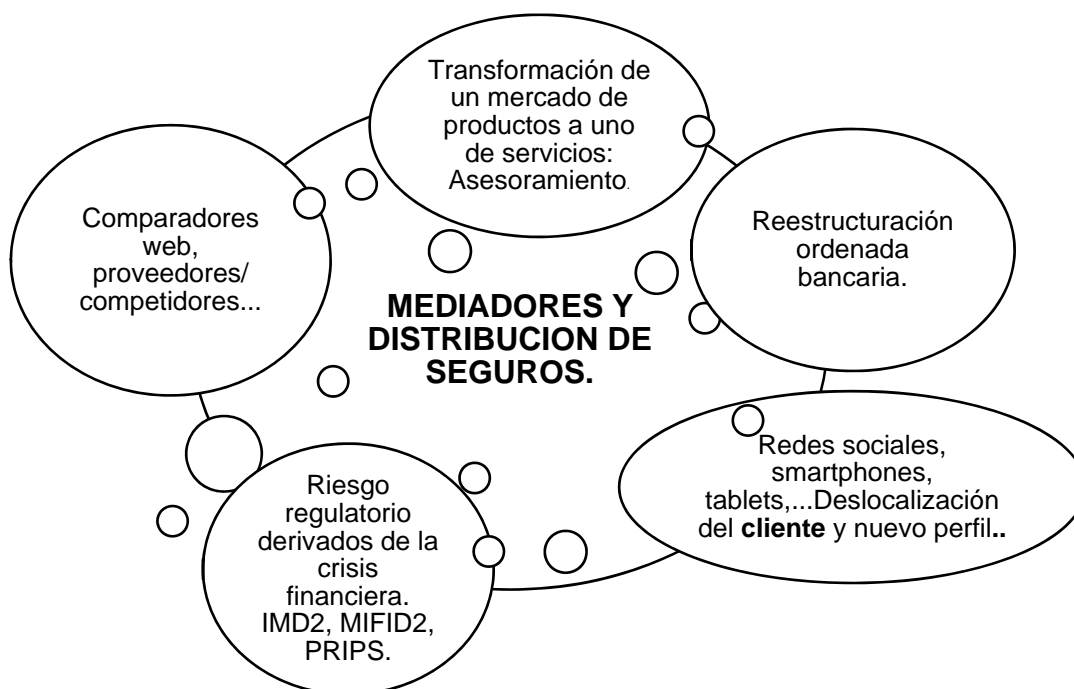 Transformación de
un mercado de
productos a uno
de servicios:
Asesoramiento.
Comparadores
web,
proveedores/
competidores...
Reestructuración
ordenada
bancaria.
MEDIADORES Y
DISTRIBUCION DE
SEGUROS.
Redes sociales,
smartphones,
tablets,...Deslocalización
del cliente y nuevo perfil..
Riesgo
regulatorio
derivados de la
crisis
financiera.
IMD2, MIFID2,
PRIPS.